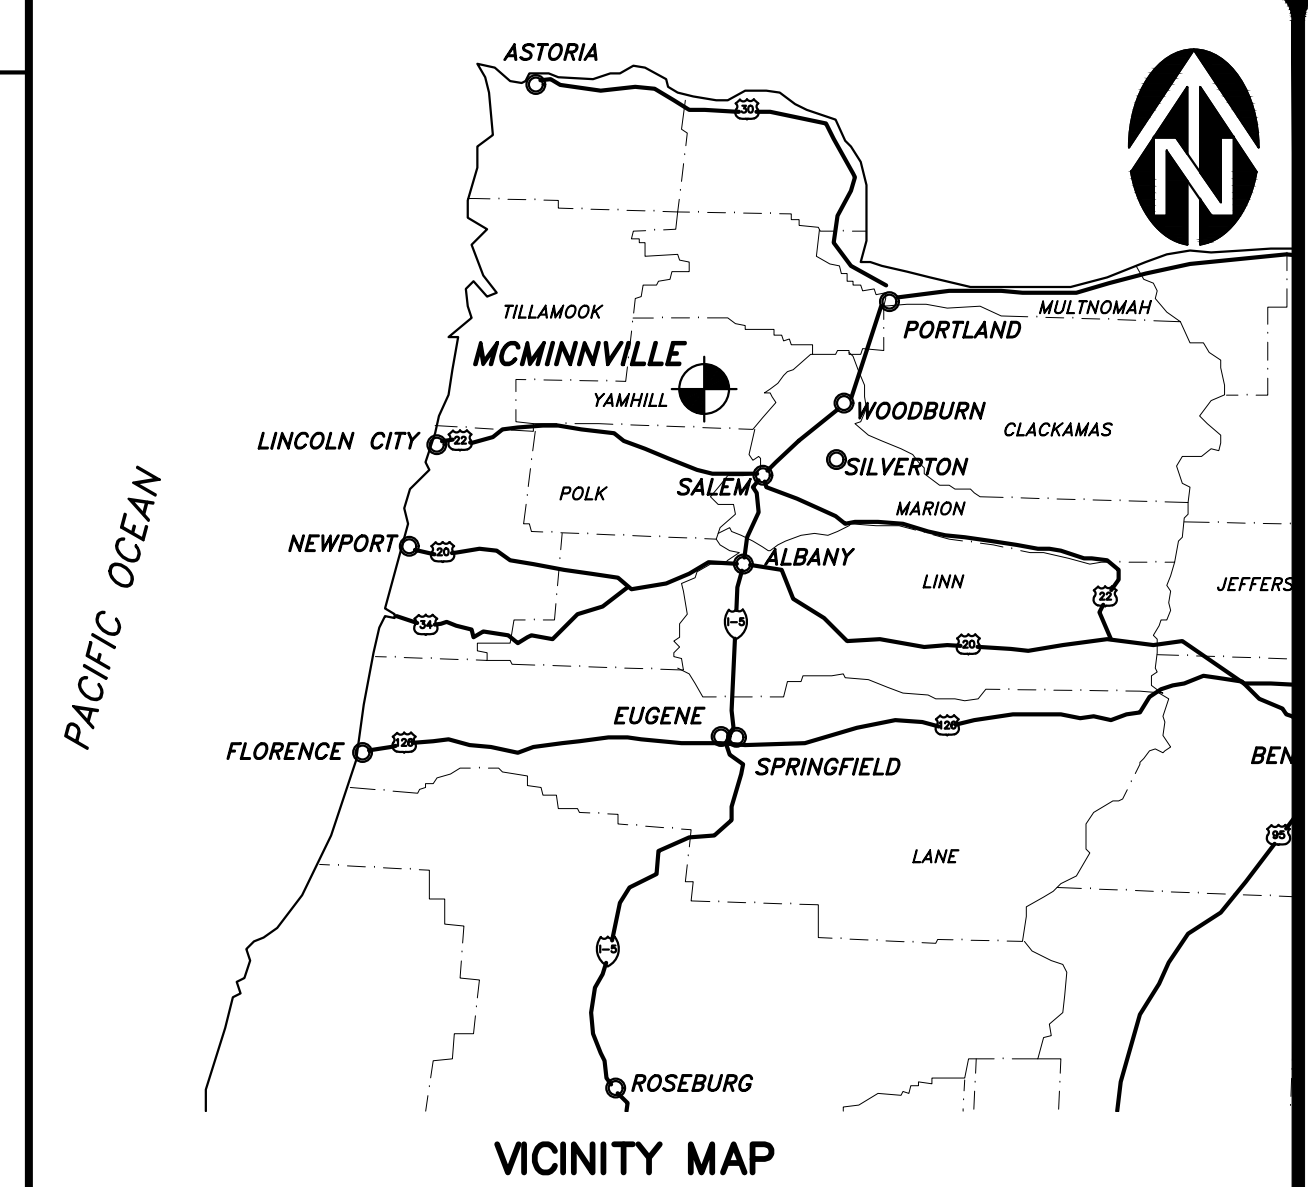 ASTORIA
30
N
TILLAMOOK
MULTNOMAH
PORTLAND
MCMINNVILLE
YAMHILL
WOODBURN
CLACKAMAS
LINCOLN CITY
22
SILVERTON
SALEM
POLK
MARION
PACIFIC OCEAN
NEWPORT
20
ALBANY
LINN
JEFFERS
22
34
I-5
20
EUGENE
126
126
FLORENCE
SPRINGFIELD
BEN
95
LANE
I-5
ROSEBURG
VICINITY MAP